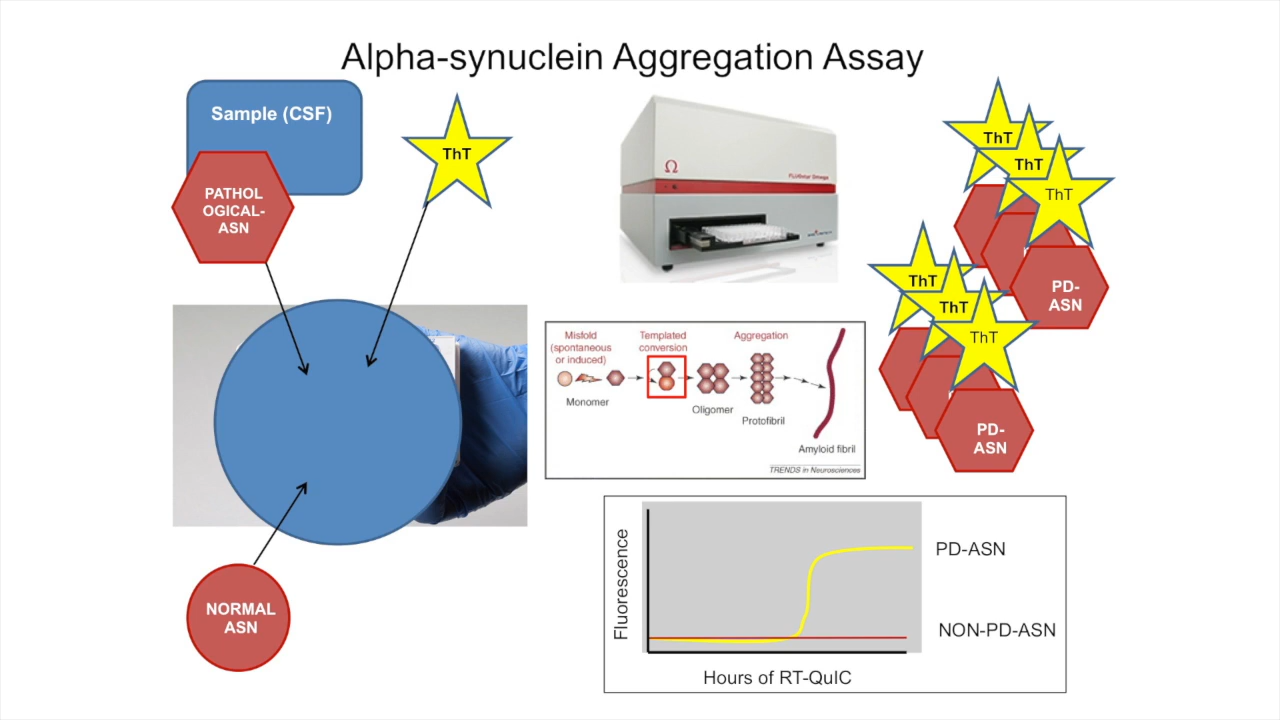 Alpha-synuclein Aggregation Assay
Sample (CSF)
PATHOL
OGICAL-
ASN
ThT
NORMAL
ASN
Ω
FLUOstar Omega
Misfold
(spontaneous
or induced)
Templated
conversion
Aggregation
Monomer
Oligomer
Protofibril
Amyloid fibril
TRENDS in Neurosciences
ThT
ThT
ThT
PD-
ASN
ThT
ThT
ThT
PD-
ASN
Fluorescence
PD-ASN
NON-PD-ASN
Hours of RT-QuIC